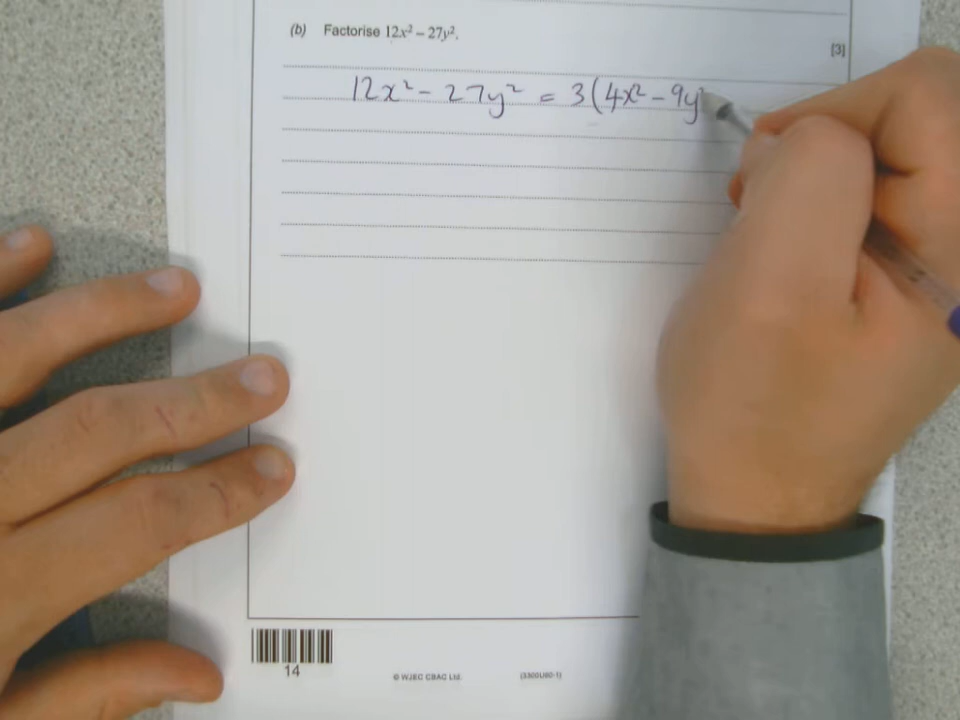 (b) Factorise 12x² – 27y².
[3]
12x² - 27y² = 3(4x² - 9y²
14
© WJEC CBAC Ltd.
(3300U60-1)